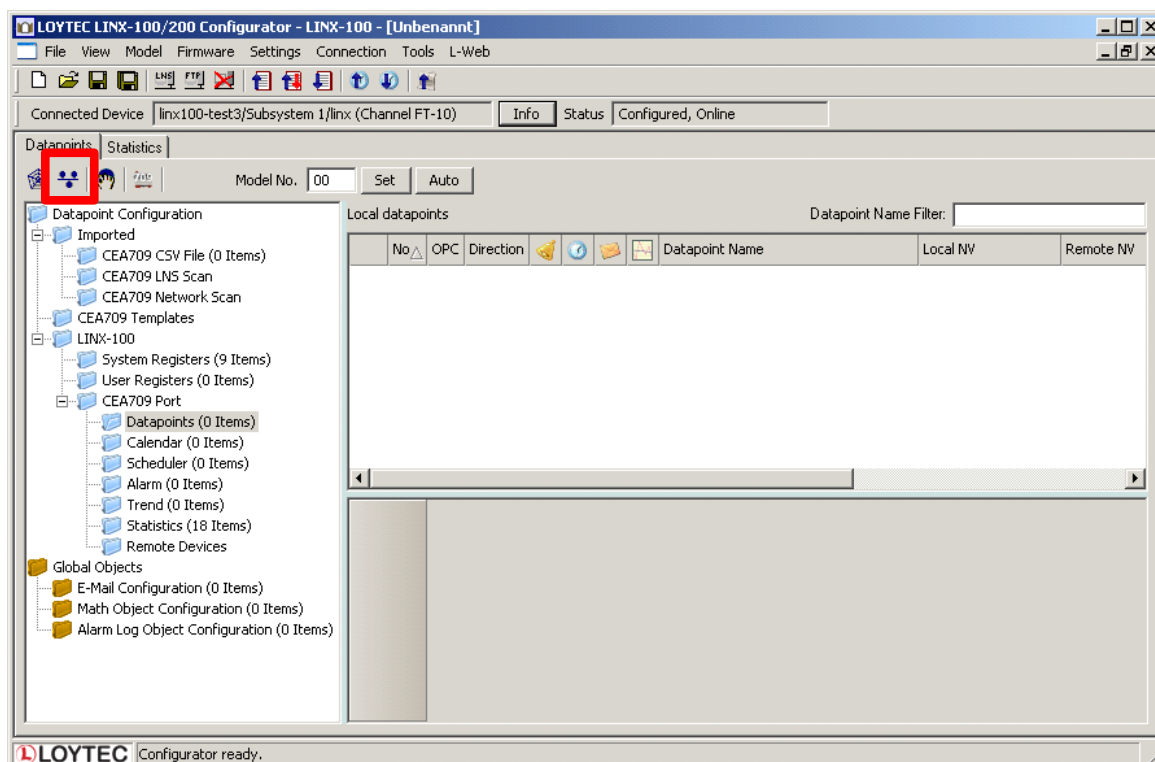 LOYTEC LINX-100/200 Configurator - LINX-100 - [Unbenannt]
File View Model Firmware Settings Connection Tools L-Web
LNS FTP
Connected Device linx100-test3/Subsystem 1/linx (Channel FT-10) Info Status Configured, Online
Datapoints Statistics
Model No. 00 Set Auto
Datapoint Configuration
Imported
CEA709 CSV File (0 Items)
CEA709 LNS Scan
CEA709 Network Scan
CEA709 Templates
LINX-100
System Registers (9 Items)
User Registers (0 Items)
CEA709 Port
Datapoints (0 Items)
Calendar (0 Items)
Scheduler (0 Items)
Alarm (0 Items)
Trend (0 Items)
Statistics (18 Items)
Remote Devices
Global Objects
E-Mail Configuration (0 Items)
Math Object Configuration (0 Items)
Alarm Log Object Configuration (0 Items)
Local datapoints Datapoint Name Filter:
No OPC Direction Datapoint Name Local NV Remote NV
LOYTEC Configurator ready.